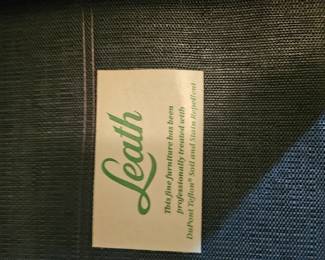 Leath
This fine furniture has been
professionally treated with
DuPont Teflon® Soil and Stain Repellent